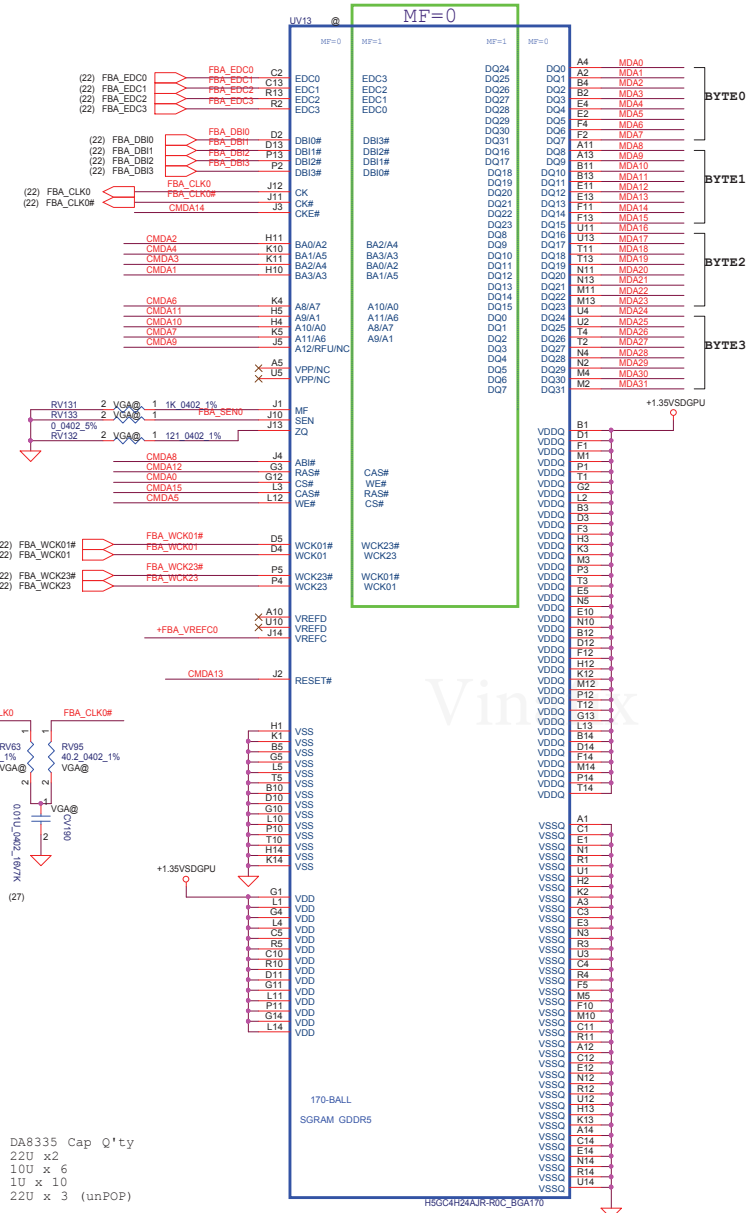 MF=0
UV13 @
MF=0 MF=1 MF=1 MF=0
(22) FBA_EDC0 FBA_EDC0 C2 EDC0 EDC3
(22) FBA_EDC1 FBA_EDC1 C13 EDC1 EDC2
(22) FBA_EDC2 FBA_EDC2 R13 EDC2 EDC1
(22) FBA_EDC3 FBA_EDC3 R2 EDC3 EDC0
(22) FBA_DBI0 FBA_DBI0 D2 DBI0# DBI3#
(22) FBA_DBI1 FBA_DBI1 D13 DBI1# DBI2#
(22) FBA_DBI2 FBA_DBI2 P13 DBI2# DBI1#
(22) FBA_DBI3 FBA_DBI3 P2 DBI3# DBI0#
(22) FBA_CLK0 FBA_CLK0 J12 CK
(22) FBA_CLK0# FBA_CLK0# J11 CK#
CMDA14 J3 CKE#
CMDA2 H11 BA0/A2 BA2/A4
CMDA4 K10 BA1/A5 BA3/A3
CMDA3 K11 BA2/A4 BA0/A2
CMDA1 H10 BA3/A3 BA1/A5
CMDA6 K4 A8/A7 A10/A0
CMDA11 H5 A9/A1 A11/A6
CMDA10 H4 A10/A0 A8/A7
CMDA7 K5 A11/A6 A9/A1
CMDA9 J5 A12/RFU/NC
A5 VPP/NC
U5 VPP/NC
RV131 2 VGA@ 1 1K_0402_1% J1 MF
RV133 2 VGA@ 1 FBA_SEN0 J10 SEN
0_0402_5% J13 ZQ
RV132 2 VGA@ 1 121_0402_1%
CMDA8 J4 ABI#
CMDA12 G3 RAS# CAS#
CMDA0 G12 CS# WE#
CMDA15 L3 CAS# RAS#
CMDA5 L12 WE# CS#
22) FBA_WCK01# FBA_WCK01# D5 WCK01# WCK23#
22) FBA_WCK01 FBA_WCK01 D4 WCK01 WCK23
22) FBA_WCK23# FBA_WCK23# P5 WCK23# WCK01#
22) FBA_WCK23 FBA_WCK23 P4 WCK23 WCK01
A10 VREFD
U10 VREFD
+FBA_VREFC0 J14 VREFC
CMDA13 J2 RESET#
DQ24 DQ0 A4 MDA0
DQ25 DQ1 A2 MDA1
DQ26 DQ2 B4 MDA2
DQ27 DQ3 B2 MDA3
DQ28 DQ4 E4 MDA4
DQ29 DQ5 E2 MDA5
DQ30 DQ6 F4 MDA6
DQ31 DQ7 F2 MDA7
BYTE0
DQ16 DQ8 A11 MDA8
DQ17 DQ9 A13 MDA9
DQ18 DQ10 B11 MDA10
DQ19 DQ11 B13 MDA11
DQ20 DQ12 E11 MDA12
DQ21 DQ13 E13 MDA13
DQ22 DQ14 F11 MDA14
DQ23 DQ15 F13 MDA15
BYTE1
DQ8 DQ16 U11 MDA16
DQ9 DQ17 U13 MDA17
DQ10 DQ18 T11 MDA18
DQ11 DQ19 T13 MDA19
DQ12 DQ20 N11 MDA20
DQ13 DQ21 N13 MDA21
DQ14 DQ22 M11 MDA22
DQ15 DQ23 M13 MDA23
BYTE2
DQ0 DQ24 U4 MDA24
DQ1 DQ25 U2 MDA25
DQ2 DQ26 T4 MDA26
DQ3 DQ27 T2 MDA27
DQ4 DQ28 N4 MDA28
DQ5 DQ29 N2 MDA29
DQ6 DQ30 M4 MDA30
DQ7 DQ31 M2 MDA31
BYTE3
+1.35VSDGPU
VDDQ B1
VDDQ D1
VDDQ F1
VDDQ M1
VDDQ P1
VDDQ T1
VDDQ G2
VDDQ L2
VDDQ B3
VDDQ D3
VDDQ F3
VDDQ H3
VDDQ K3
VDDQ M3
VDDQ P3
VDDQ T3
VDDQ E5
VDDQ N5
VDDQ E10
VDDQ N10
VDDQ B12
VDDQ D12
VDDQ F12
VDDQ H12
VDDQ K12
VDDQ M12
VDDQ P12
VDDQ T12
VDDQ G13
VDDQ L13
VDDQ B14
VDDQ D14
VDDQ F14
VDDQ M14
VDDQ P14
VDDQ T14
LK0 FBA_CLK0#
RV63 1 1 RV95
_1% 40.2_0402_1%
VGA@ VGA@
2 2
1 VGA@
CV190
2
0.01U_0402_16V7K
(27)
H1 VSS
K1 VSS
B5 VSS
G5 VSS
L5 VSS
T5 VSS
B10 VSS
D10 VSS
G10 VSS
L10 VSS
P10 VSS
T10 VSS
H14 VSS
K14 VSS
+1.35VSDGPU
G1 VDD
L1 VDD
G4 VDD
L4 VDD
C5 VDD
R5 VDD
C10 VDD
R10 VDD
D11 VDD
G11 VDD
L11 VDD
P11 VDD
G14 VDD
L14 VDD
VSSQ A1
VSSQ C1
VSSQ E1
VSSQ N1
VSSQ R1
VSSQ U1
VSSQ H2
VSSQ K2
VSSQ A3
VSSQ C3
VSSQ E3
VSSQ N3
VSSQ R3
VSSQ U3
VSSQ C4
VSSQ R4
VSSQ F5
VSSQ M5
VSSQ F10
VSSQ M10
VSSQ C11
VSSQ R11
VSSQ A12
VSSQ C12
VSSQ E12
VSSQ N12
VSSQ R12
VSSQ U12
VSSQ H13
VSSQ K13
VSSQ A14
VSSQ C14
VSSQ E14
VSSQ N14
VSSQ R14
VSSQ U14
170-BALL
SGRAM GDDR5
H5GC4H24AJR-R0C_BGA170
DA8335 Cap Q'ty
22U x2
10U x 6
1U x 10
22U x 3 (unPOP)